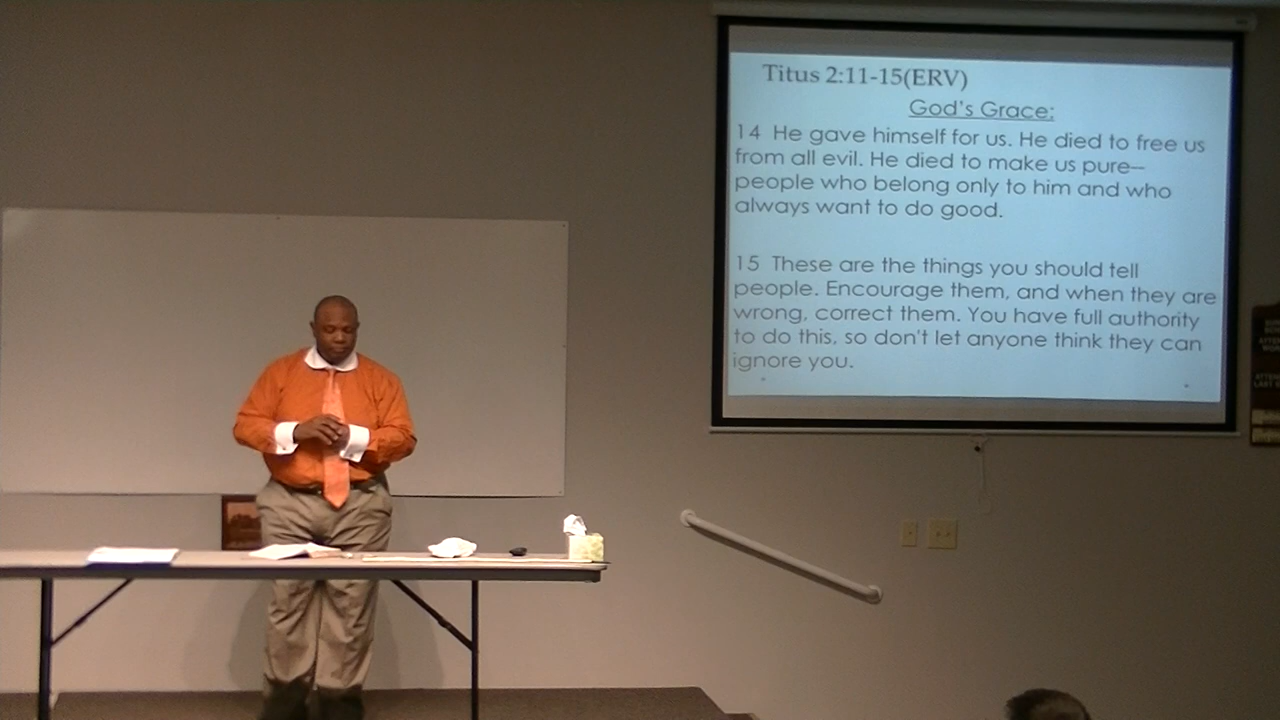 Titus 2:11-15(ERV)
God's Grace:
14 He gave himself for us. He died to free us
from all evil. He died to make us pure—
people who belong only to him and who
always want to do good.
15 These are the things you should tell
people. Encourage them, and when they are
wrong, correct them. You have full authority
to do this, so don't let anyone think they can
ignore you.